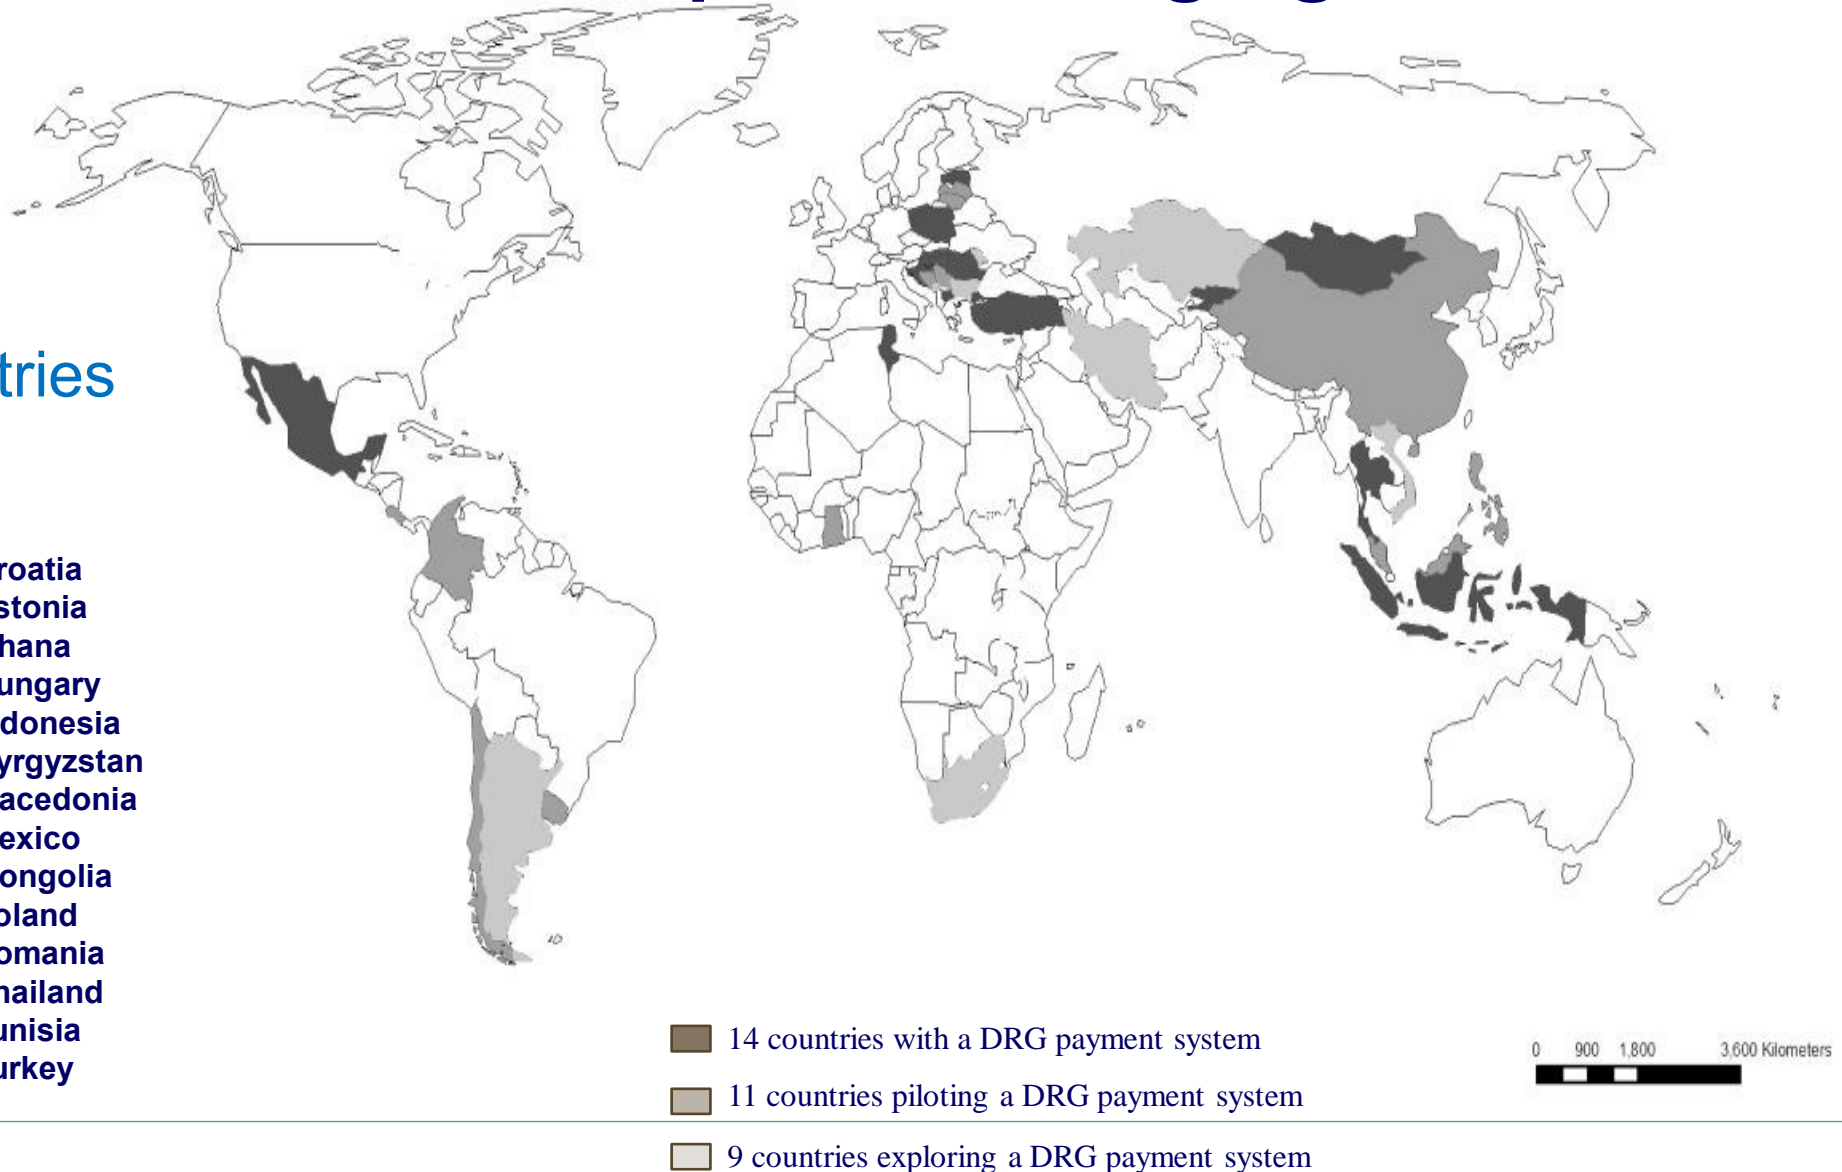 tries
roatia
stonia
hana
ungary
donesia
yrgyzstan
acedonia
exico
ongolia
oland
omania
hailand
unisia
urkey
14 countries with a DRG payment system
11 countries piloting a DRG payment system
9 countries exploring a DRG payment system
0 900 1,800 3,600 Kilometers